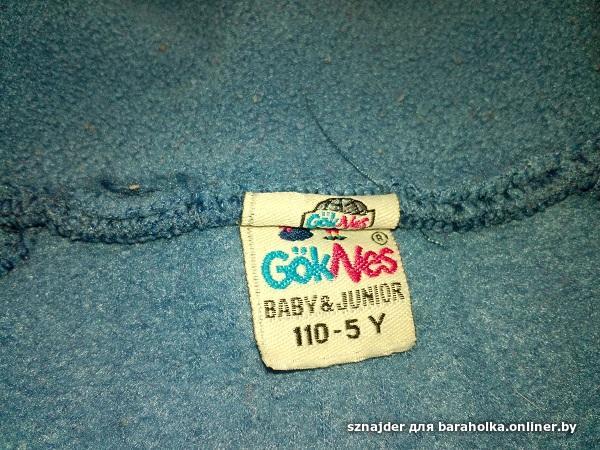 GökNes
GökNes ®
BABY & JUNIOR
110-5 Y
sznajder для baraholka.onliner.by